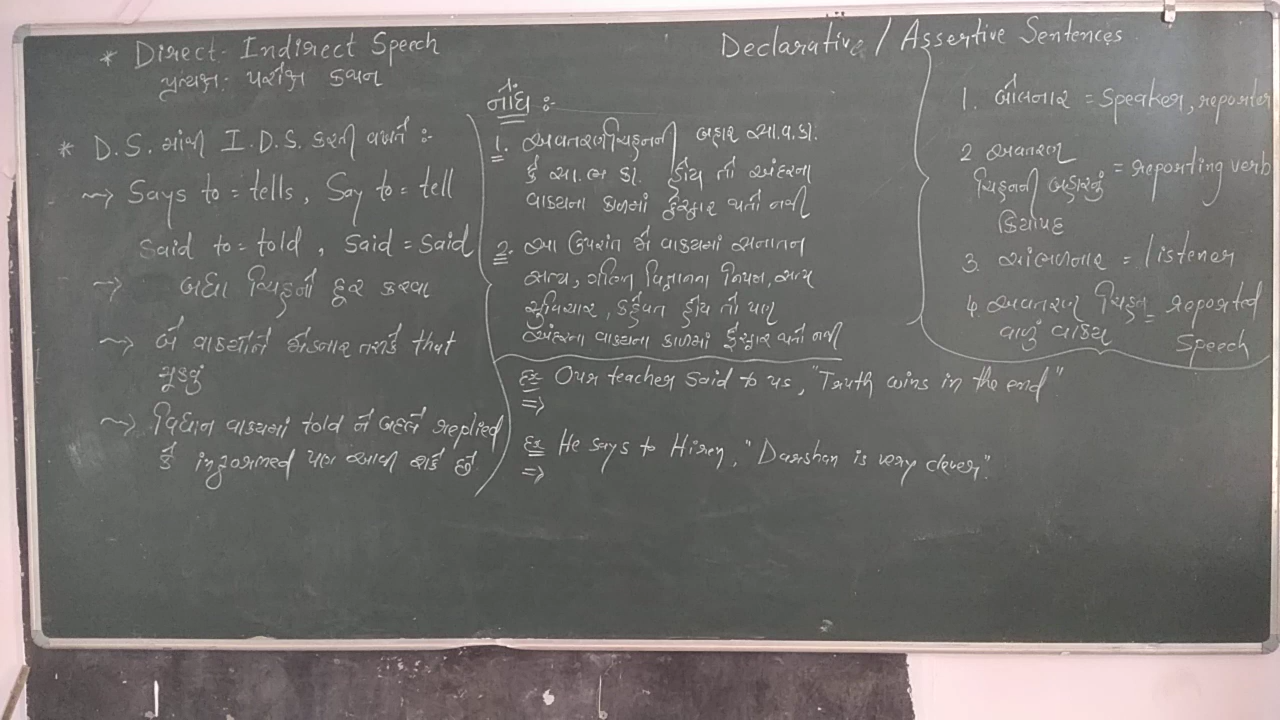 * Direct- Indirect Speech
પ્રત્યક્ષ- પરોક્ષ કથન
* D.S. માંથી I.D.S. કરતી વખતે :-
~> Says to = tells, Say to = tell
Said to = told , Said = Said
~> બધા ચિહ્નો દૂર કરવા
~> બે વાક્યોને જોડનાર તરીકે that
મૂકવું
~> વિધાન વાક્યમાં told ને બદલે replied
કે informed પણ આવી શકે છે.
Declarative / Assertive Sentences
નોંધ :-
1. અવતરણચિહ્નની બહાર સા.વ.કા.
કે સા.ભ.કા. હોય તો અંદરના
વાક્યના કાળમાં ફેરફાર થતો નથી
2. આ ઉપરાંત જો વાક્યમાં સનાતન
સત્ય, ગણિત વિજ્ઞાનના નિયમ, સત્ય
સુવિચાર, કહેવત હોય તો પણ
અંદરના વાક્યના કાળમાં ફેરફાર થતો નથી
1. બોલનાર = Speaker, reporter
2 અવતરણ
ચિહ્નની બહારનું = reporting verb
ક્રિયાપદ
3. સાંભળનાર = listener
4. અવતરણ ચિહ્ન = reported
વાળું વાક્ય Speech
Ex Our teacher said to us, "Truth wins in the end"
=>
Ex He says to Hiren, "Darshan is very clever."
=>